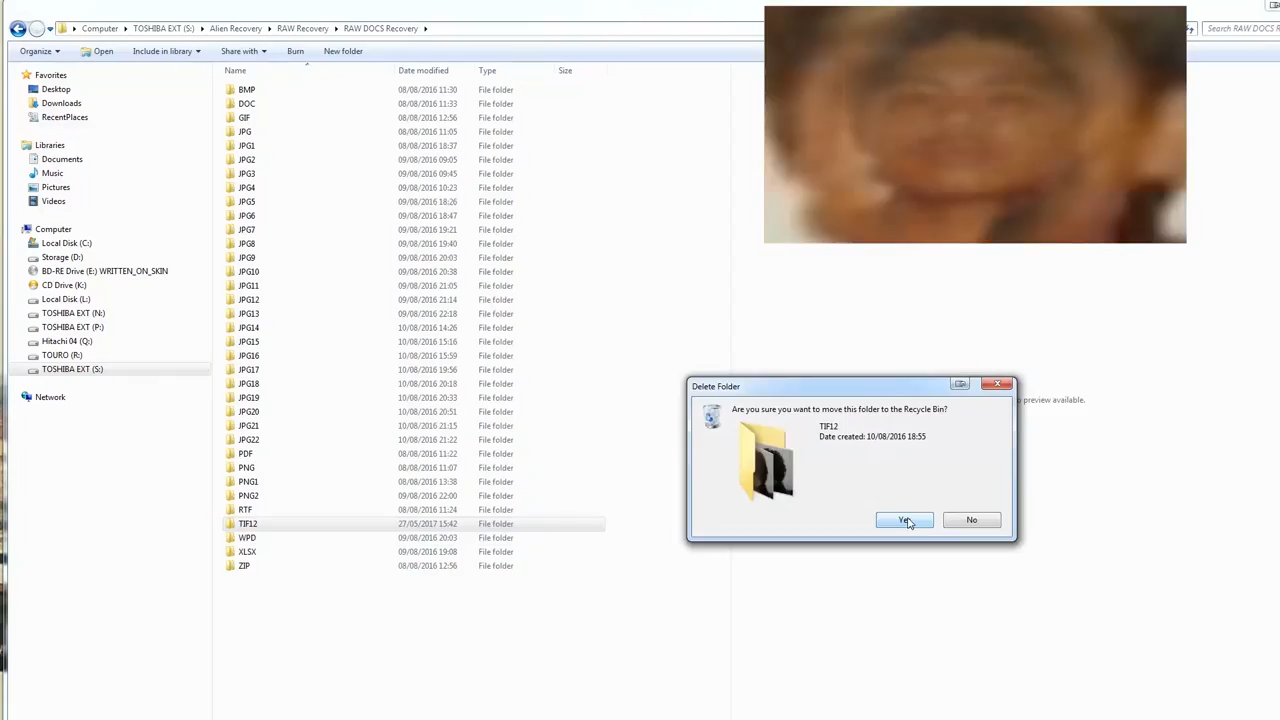 Computer ▸ TOSHIBA EXT (S:) ▸ Alien Recovery ▸ RAW Recovery ▸ RAW DOCS Recovery ▸
Search RAW DOCS R
Organize Open Include in library Share with Burn New folder
Name Date modified Type Size
Favorites
Desktop
Downloads
RecentPlaces
Libraries
Documents
Music
Pictures
Videos
Computer
Local Disk (C:)
Storage (D:)
BD-RE Drive (E:) WRITTEN_ON_SKIN
CD Drive (K:)
Local Disk (L:)
TOSHIBA EXT (N:)
TOSHIBA EXT (P:)
Hitachi 04 (Q:)
TOURO (R:)
TOSHIBA EXT (S:)
Network
BMP 08/08/2016 11:30 File folder
DOC 08/08/2016 11:33 File folder
GIF 08/08/2016 12:56 File folder
JPG 08/08/2016 11:05 File folder
JPG1 08/08/2016 18:37 File folder
JPG2 09/08/2016 09:05 File folder
JPG3 09/08/2016 09:45 File folder
JPG4 09/08/2016 10:23 File folder
JPG5 09/08/2016 18:26 File folder
JPG6 09/08/2016 18:47 File folder
JPG7 09/08/2016 19:21 File folder
JPG8 09/08/2016 19:40 File folder
JPG9 09/08/2016 20:03 File folder
JPG10 09/08/2016 20:38 File folder
JPG11 09/08/2016 21:05 File folder
JPG12 09/08/2016 21:14 File folder
JPG13 09/08/2016 22:18 File folder
JPG14 10/08/2016 14:26 File folder
JPG15 10/08/2016 15:16 File folder
JPG16 10/08/2016 15:59 File folder
JPG17 10/08/2016 19:56 File folder
JPG18 10/08/2016 20:18 File folder
JPG19 10/08/2016 20:33 File folder
JPG20 10/08/2016 20:51 File folder
JPG21 10/08/2016 21:15 File folder
JPG22 10/08/2016 21:22 File folder
PDF 08/08/2016 11:22 File folder
PNG 08/08/2016 11:07 File folder
PNG1 08/08/2016 13:38 File folder
PNG2 09/08/2016 22:00 File folder
RTF 08/08/2016 11:24 File folder
TIF12 27/05/2017 15:42 File folder
WPD 09/08/2016 20:03 File folder
XLSX 09/08/2016 19:08 File folder
ZIP 08/08/2016 12:56 File folder
o preview available.
Delete Folder
Are you sure you want to move this folder to the Recycle Bin?
TIF12
Date created: 10/08/2016 18:55
Yes No